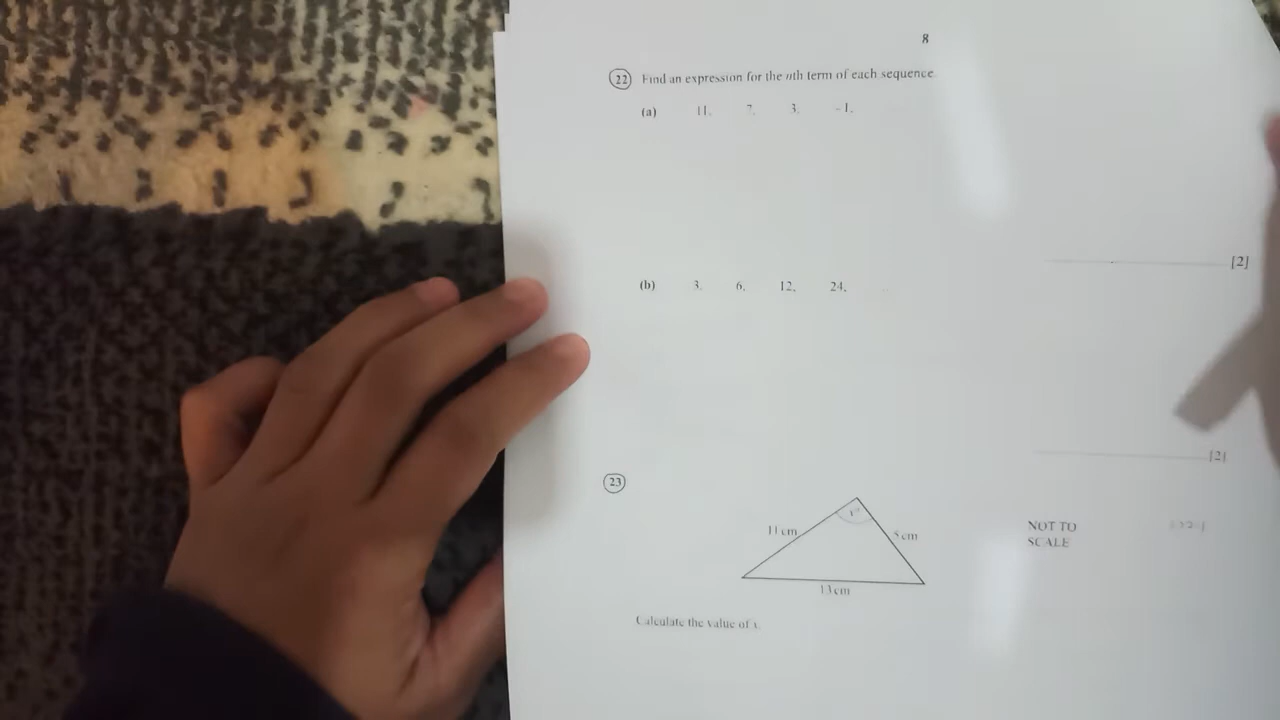 8
22 Find an expression for the nth term of each sequence.
(a) 11, 7, 3, -1,
[2]
(b) 3, 6, 12, 24,
[2]
23
11 cm
x°
cm
13 cm
NOT TO
SCALE
Calculate the value of x.